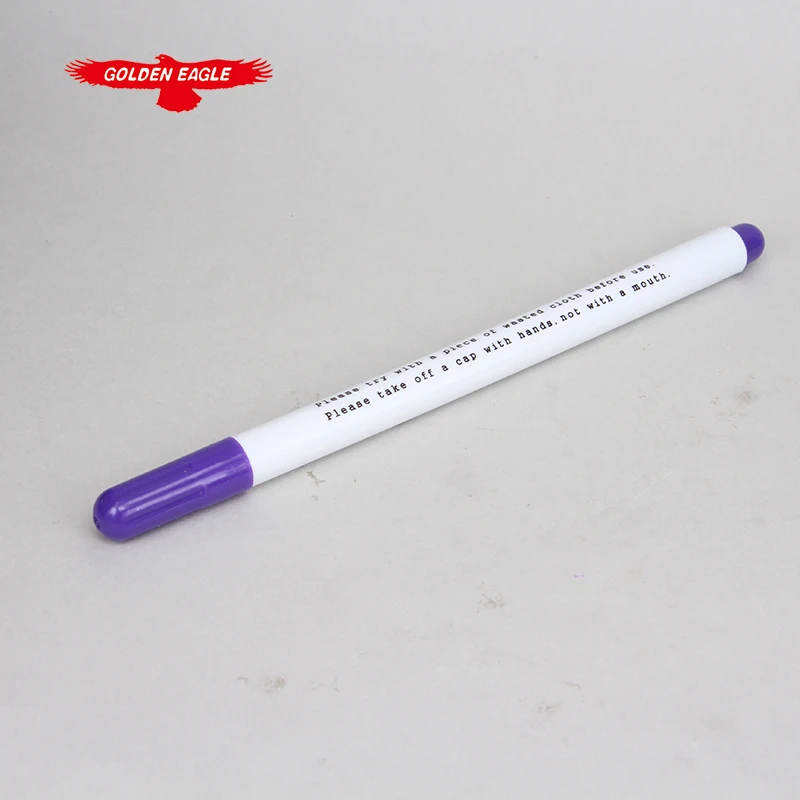 GOLDEN EAGLE
Please try with a piece of wasted cloth before use.
Please take off a cap with hands, not with a mouth.